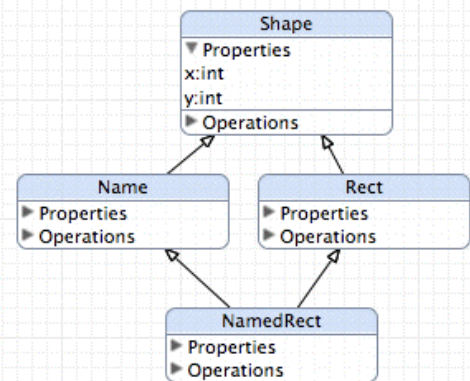 Shape
Properties
x:int
y:int
Operations
Name
Properties
Operations
Rect
Properties
Operations
NamedRect
Properties
Operations